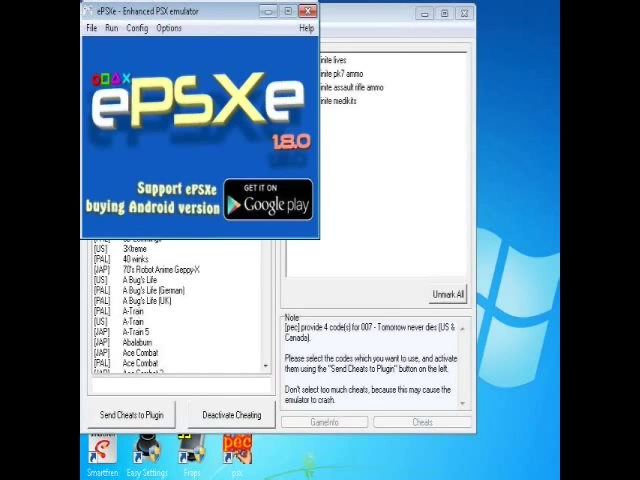 ePSXe - Enhanced PSX emulator
File Run Config Options Help
ePSXe
1.8.0
Support ePSXe
buying Android version
GET IT ON
Google play
nite lives
nite pk7 ammo
nite assault rifle ammo
nite medikits
Unmark All
[US] 3Xtreme
[PAL] 40 winks
[JAP] 70's Robot Anime Geppy-X
[US] A Bug's Life
[PAL] A Bug's Life (German)
[PAL] A Bug's Life (UK)
[PAL] A-Train
[US] A-Train
[JAP] A-Train 5
[JAP] Abalaburn
[JAP] Ace Combat
[PAL] Ace Combat
Note:
[pec] provide 4 code(s) for 007 - Tomorrow never dies (US &
Canada).
Please select the codes which you want to use, and activate
them using the "Send Cheats to Plugin" button on the left.
Don't select too much cheats, because this may cause the
emulator to crash.
Send Cheats to Plugin
Deactivate Cheating
GameInfo
Cheats
pec
Smartfren
Easy Settings
Fraps